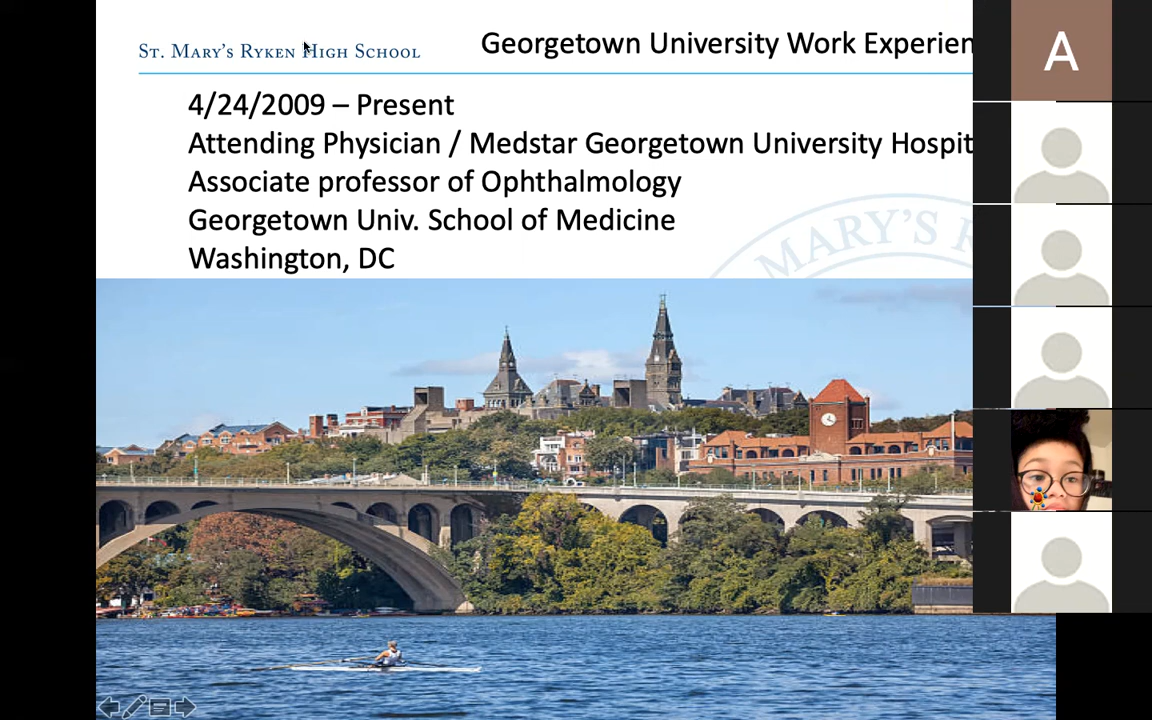 St. Mary's Ryken High School
Georgetown University Work Experien
4/24/2009 – Present
Attending Physician / Medstar Georgetown University Hospit
Associate professor of Ophthalmology
Georgetown Univ. School of Medicine
Washington, DC
MARY'S R
A